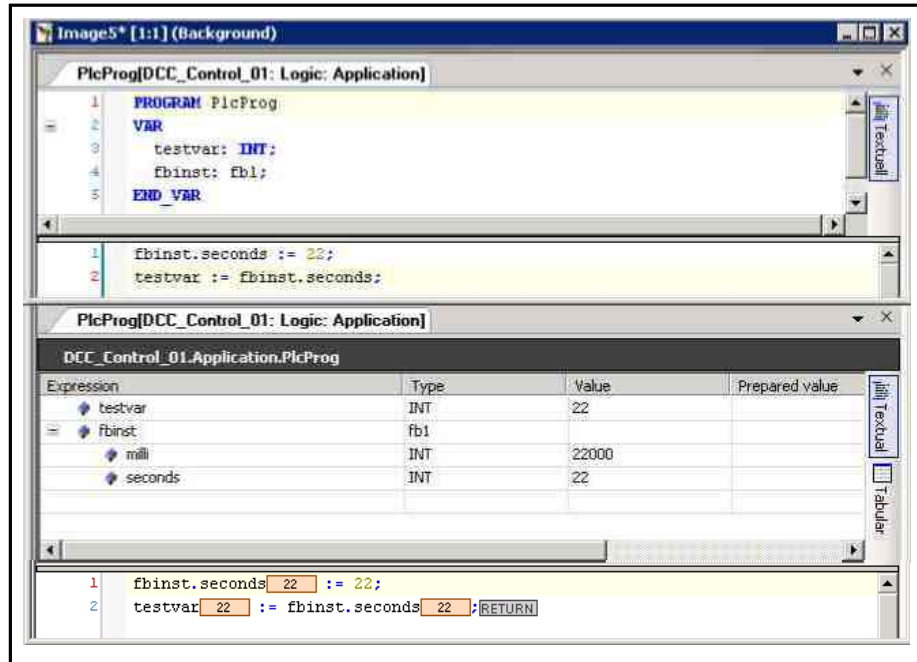 Image5* [1:1] (Background)
PlcProg[DCC_Control_01: Logic: Application]
1 PROGRAM PlcProg
2 VAR
3 testvar: INT;
4 fbinst: fb1;
5 END_VAR
Textuell
1 fbinst.seconds := 22;
2 testvar := fbinst.seconds;
PlcProg[DCC_Control_01: Logic: Application]
DCC_Control_01.Application.PlcProg
Expression Type Value Prepared value
testvar INT 22
fbinst fb1
milli INT 22000
seconds INT 22
Textual
Tabular
1 fbinst.seconds 22 := 22;
2 testvar 22 := fbinst.seconds 22 ;RETURN